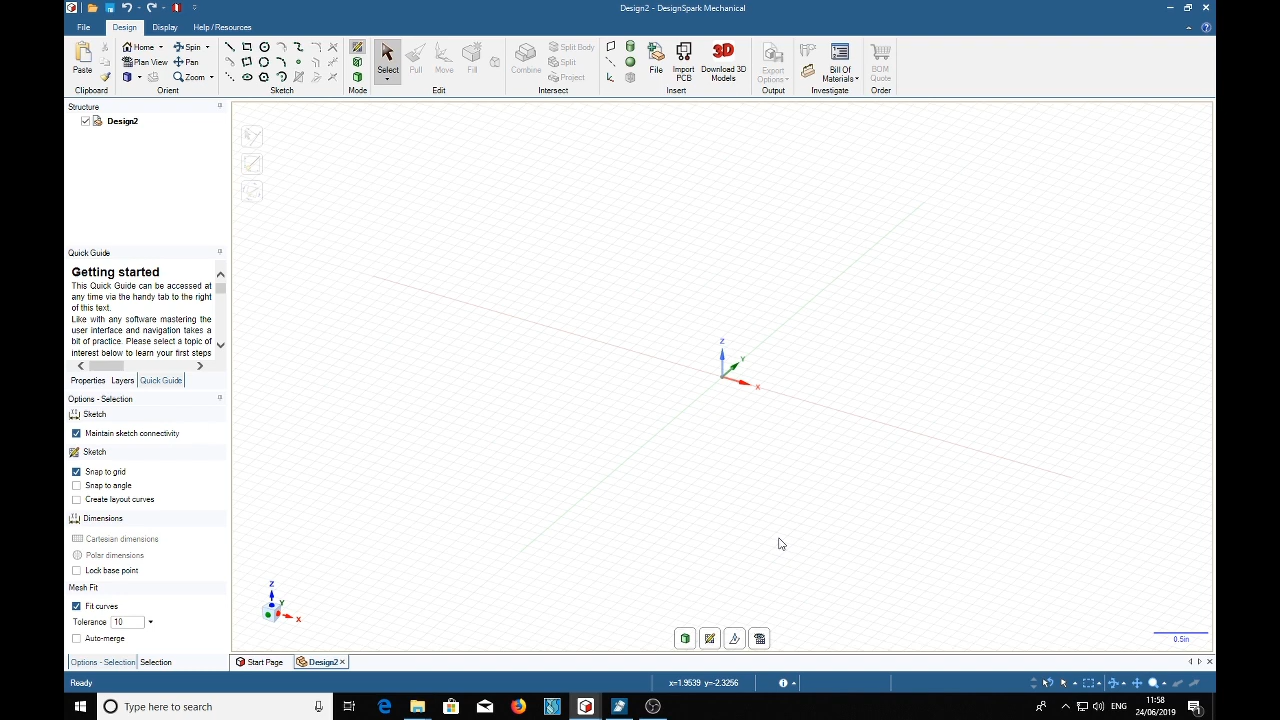 Design2 - DesignSpark Mechanical
File Design Display Help / Resources
Paste
Clipboard
Home Spin
Plan View Pan
Zoom
Orient
Sketch
Mode
Select Pull Move Fill
Edit
Combine
Split Body
Split
Project
Intersect
File
Import PCB
Download 3D Models
3D
Insert
Export Options
Output
Bill Of Materials
Investigate
BOM Quote
Order
Structure
Design2
Quick Guide
Getting started
This Quick Guide can be accessed at
any time via the handy tab to the right
of this text.
Like with any software mastering the
user interface and navigation takes a
bit of practice. Please select a topic of
interest below to learn your first steps
Properties Layers Quick Guide
Options - Selection
Sketch
Maintain sketch connectivity
Sketch
Snap to grid
Snap to angle
Create layout curves
Dimensions
Cartesian dimensions
Polar dimensions
Lock base point
Mesh Fit
Fit curves
Tolerance 10
Auto-merge
Options - Selection Selection
Z
Y
X
Z
Y
X
0.5in
Start Page Design2
Ready
x=1.9539 y=-2.3256
Type here to search
ENG
11:58
24/06/2019
1